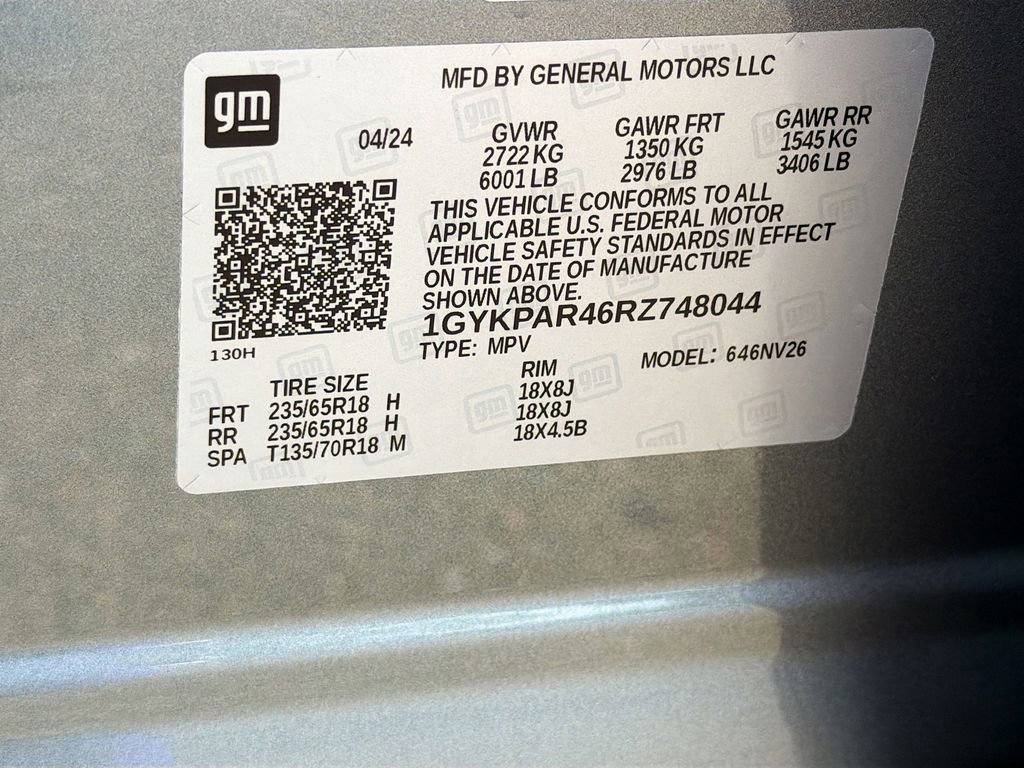 gm
MFD BY GENERAL MOTORS LLC
04/24
GVWR GAWR FRT GAWR RR
2722 KG 1350 KG 1545 KG
6001 LB 2976 LB 3406 LB
THIS VEHICLE CONFORMS TO ALL
APPLICABLE U.S. FEDERAL MOTOR
VEHICLE SAFETY STANDARDS IN EFFECT
ON THE DATE OF MANUFACTURE
SHOWN ABOVE.
1GYKPAR46RZ748044
130H
TYPE: MPV MODEL: 646NV26
TIRE SIZE RIM
FRT 235/65R18 H 18X8J
RR 235/65R18 H 18X8J
SPA T135/70R18 M 18X4.5B